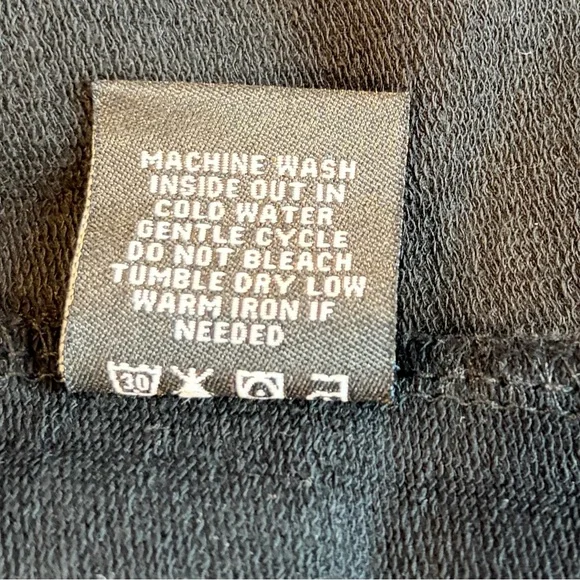 MACHINE WASH
INSIDE OUT IN
COLD WATER
GENTLE CYCLE
DO NOT BLEACH
TUMBLE DRY LOW
WARM IRON IF
NEEDED
30